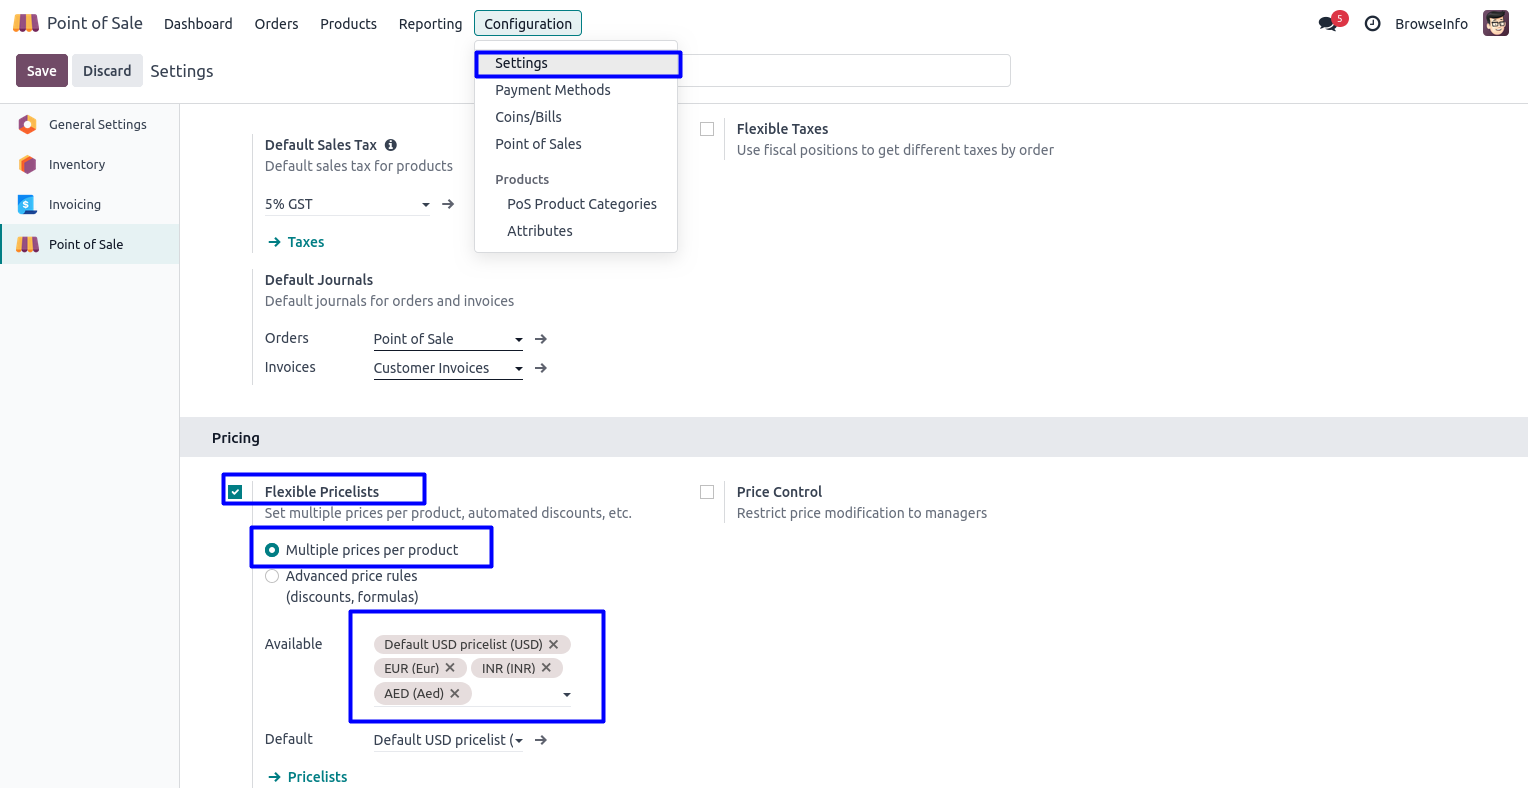 Point of Sale Dashboard Orders Products Reporting Configuration 5 BrowseInfo
Save Discard Settings
Settings
Payment Methods
Coins/Bills
Point of Sales
Products
PoS Product Categories
Attributes
General Settings
Inventory
Invoicing
Point of Sale
Default Sales Tax
Default sales tax for products
5% GST
Taxes
Flexible Taxes
Use fiscal positions to get different taxes by order
Default Journals
Default journals for orders and invoices
Orders Point of Sale
Invoices Customer Invoices
Pricing
Flexible Pricelists
Set multiple prices per product, automated discounts, etc.
Multiple prices per product
Advanced price rules
(discounts, formulas)
Available Default USD pricelist (USD)
EUR (Eur) INR (INR)
AED (Aed)
Default Default USD pricelist (
Pricelists
Price Control
Restrict price modification to managers